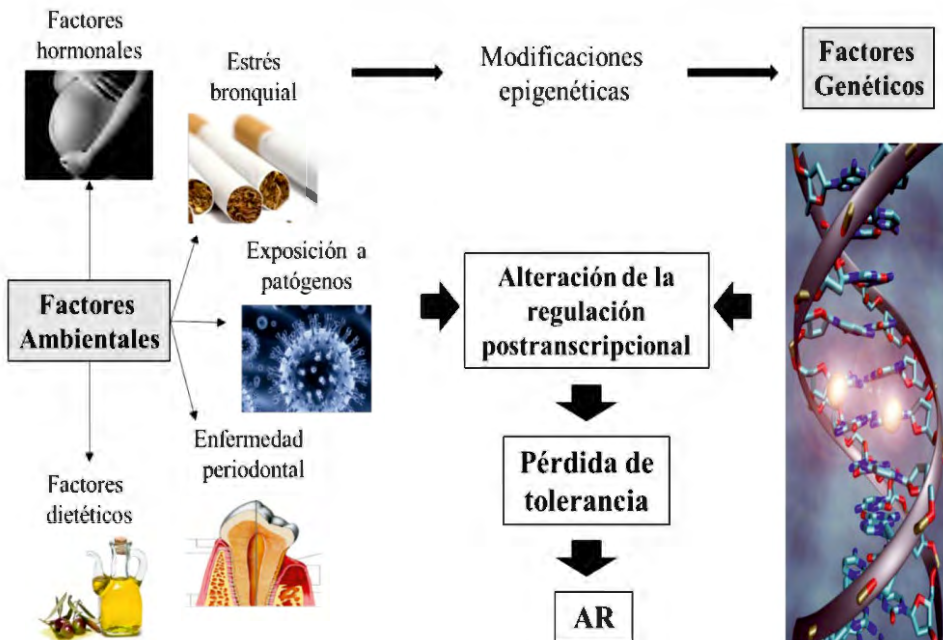 Factores
hormonales
Estrés
bronquial
Modificaciones
epigenéticas
Factores
Genéticos
Exposición a
patógenos
Factores
Ambientales
Alteración de la
regulación
postranscripcional
Enfermedad
periodontal
Pérdida de
tolerancia
Factores
dietéticos
AR